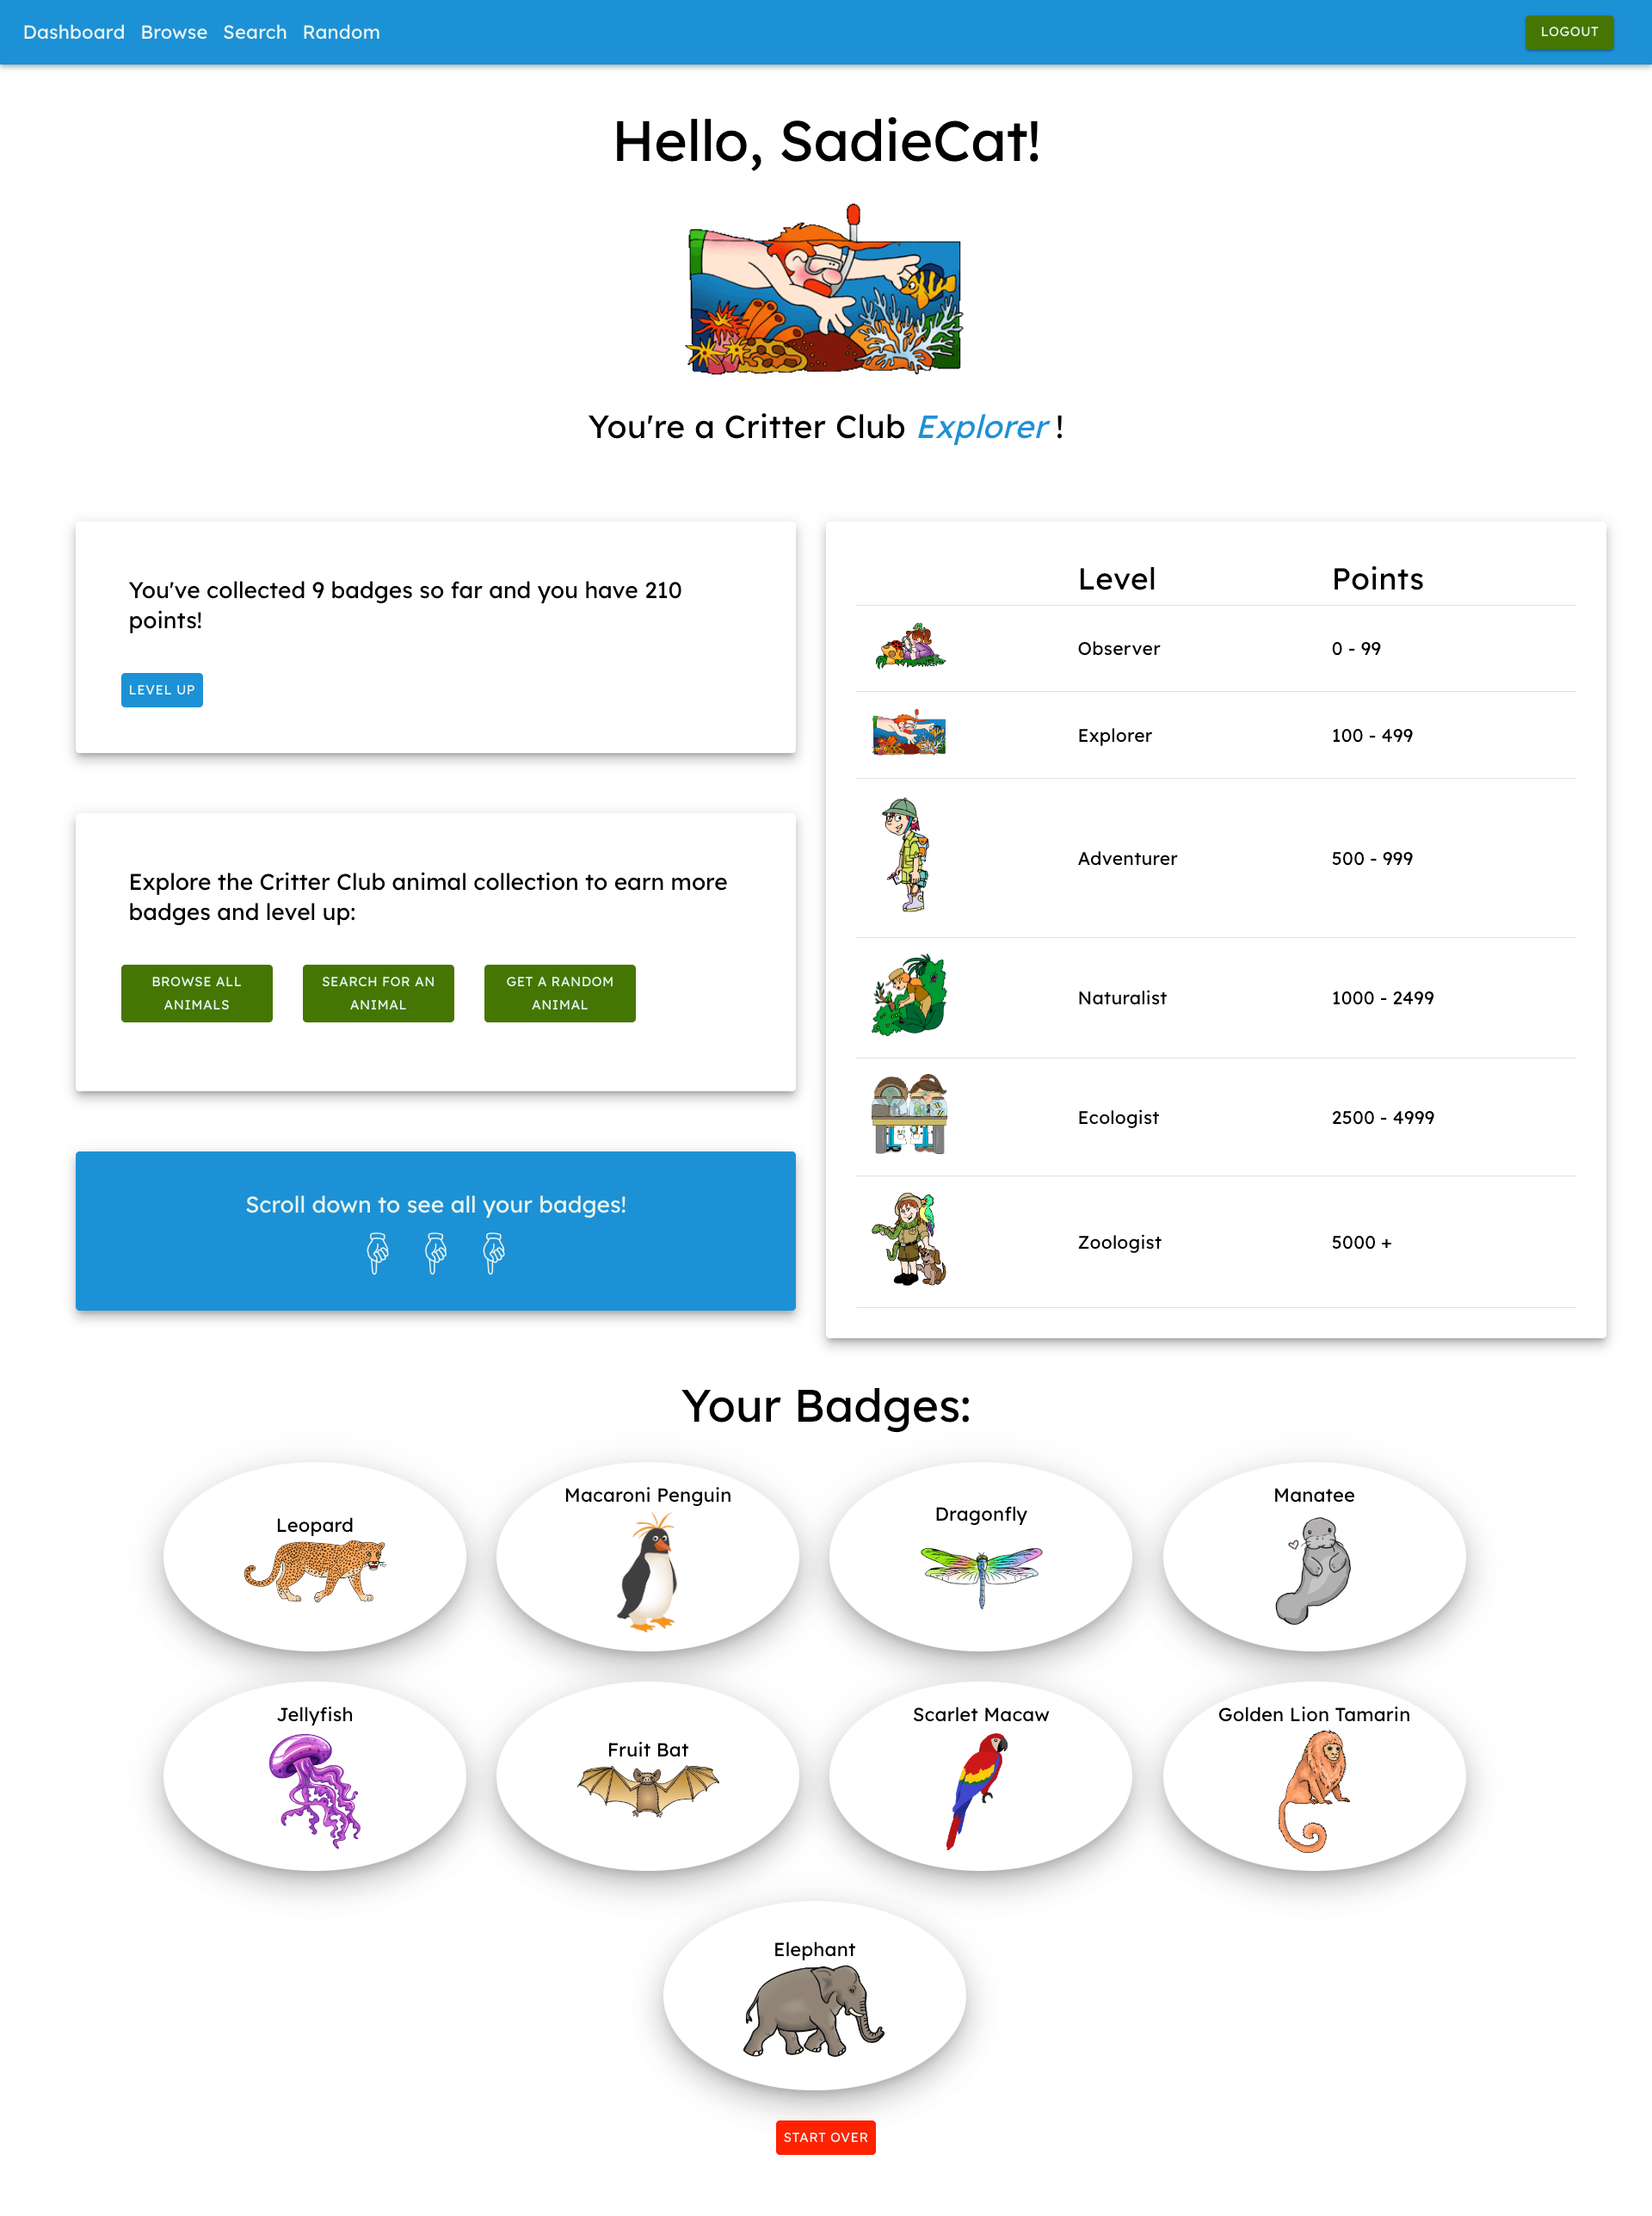 Dashboard Browse Search Random LOGOUT
Hello, SadieCat!
You're a Critter Club Explorer !
You've collected 9 badges so far and you have 210
points!
LEVEL UP
Explore the Critter Club animal collection to earn more
badges and level up:
BROWSE ALL
ANIMALS
SEARCH FOR AN
ANIMAL
GET A RANDOM
ANIMAL
Scroll down to see all your badges!
Level Points
Observer 0 - 99
Explorer 100 - 499
Adventurer 500 - 999
Naturalist 1000 - 2499
Ecologist 2500 - 4999
Zoologist 5000 +
Your Badges:
Leopard
Macaroni Penguin
Dragonfly
Manatee
Jellyfish
Fruit Bat
Scarlet Macaw
Golden Lion Tamarin
Elephant
START OVER